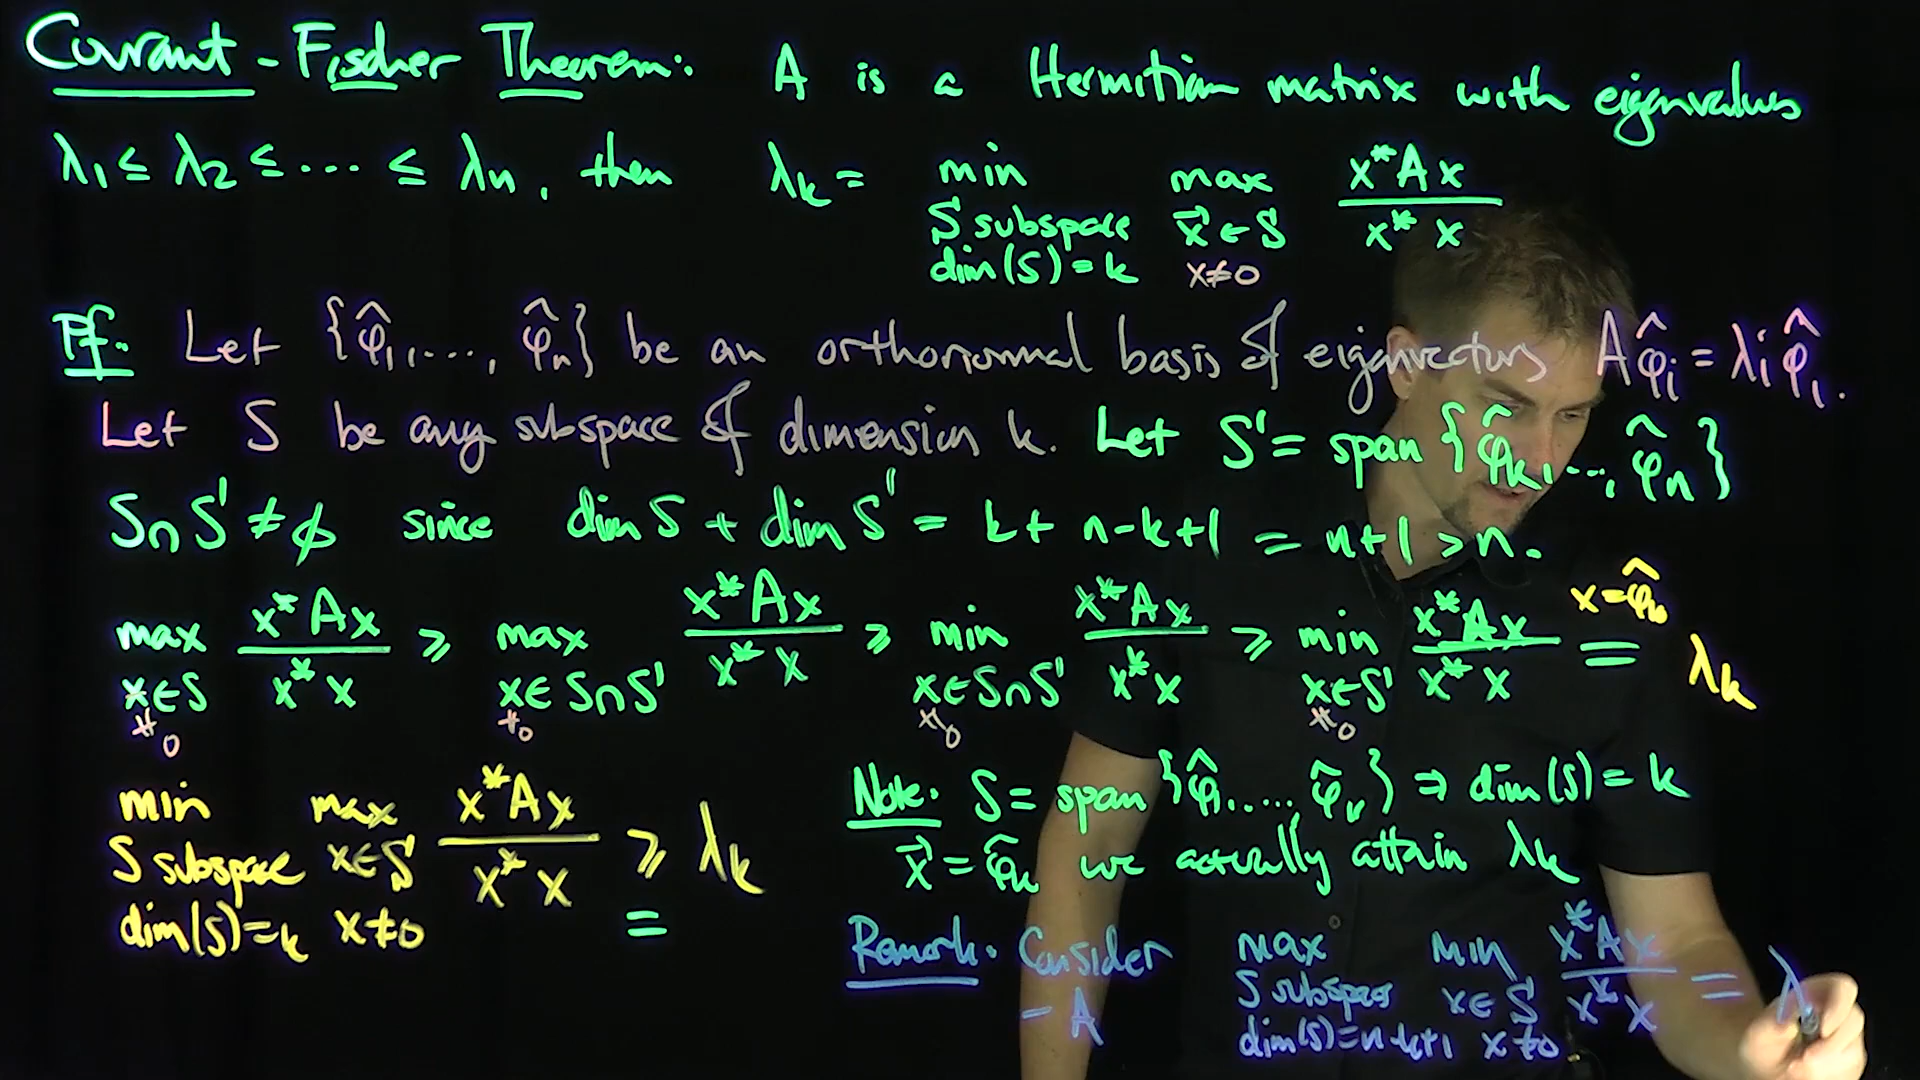 Courant-Fischer Theorem: A is a Hermitian matrix with eigenvalues
λ₁ ≤ λ₂ ≤ ... ≤ λₙ, then λₖ = min max x*Ax / x*x
S subspace x⃗ ∈ S
dim(S) = k x≠0
Pf: Let {φ̂₁, ..., φ̂ₙ} be an orthonormal basis of eigenvectors Aφ̂ᵢ = λᵢφ̂ᵢ.
Let S be any subspace of dimension k. Let S' = span {φ̂ₖ, ..., φ̂ₙ}
S∩S' ≠ ∅ since dim S + dim S' = k + n-k+1 = n+1 > n.
max x*Ax / x*x ≥ max x*Ax / x*x ≥ min x*Ax / x*x ≥ min x*Ax / x*x = λₖ
x=φ̂ₖ
x∈S x∈S∩S' x∈S∩S' x∈S'
≠0 ≠0 ≠0 ≠0
min max x*Ax / x*x ≥ λₖ
S subspace x∈S
dim(S)=k x≠0 =
Note: S = span {φ̂₁, ..., φ̂ₖ} ⇒ dim(S) = k
x⃗ = φ̂ₖ we actually attain λₖ
Remark: Consider max min x*Ax / x*x = λ
-A S subspace x∈S
dim(S)=n-k+1 x≠0